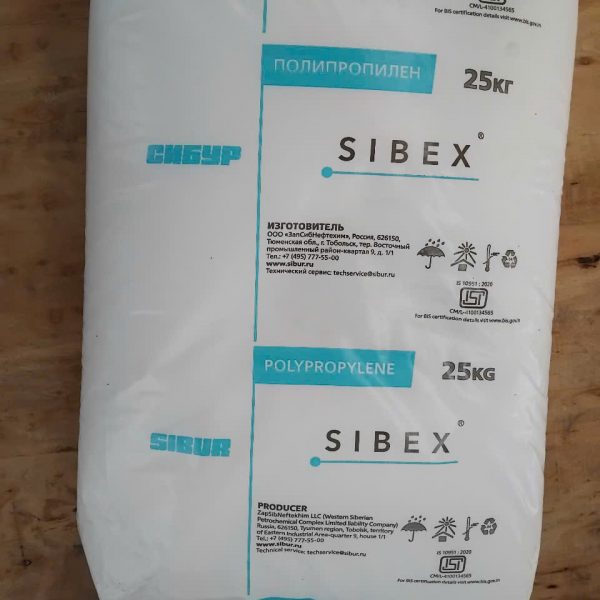 CM/L-4100134565
For BIS certification details visit www.bis.gov.in
ПОЛИПРОПИЛЕН
25КГ
СИБУР
SIBEX®
ИЗГОТОВИТЕЛЬ
ООО «ЗапСибНефтехим», Россия, 626150,
Тюменская обл., г. Тобольск, тер. Восточный
промышленный район-квартал 9, д. 1/1
Тел.: +7 (495) 777-55-00
www.sibur.ru
Технический сервис: techservice@sibur.ru
IS 10951 : 2020
ISI
CM/L-4100134565
For BIS certification details visit www.bis.gov.in
POLYPROPYLENE
25KG
SIBUR
SIBEX®
PRODUCER
ZapSibNeftekhim LLC (Western Siberian
Petrochemical Complex Limited liability Company)
Russia, 626150, Tyumen region, Tobolsk, territory
of Eastern Industrial Area-quarter 9, house 1/1
Tel.: +7 (495) 777-55-00
www.sibur.ru
Technical service: techservice@sibur.ru
IS 10951 : 2020
ISI
CM/L-4100134565
For BIS certification details visit www.bis.gov.in